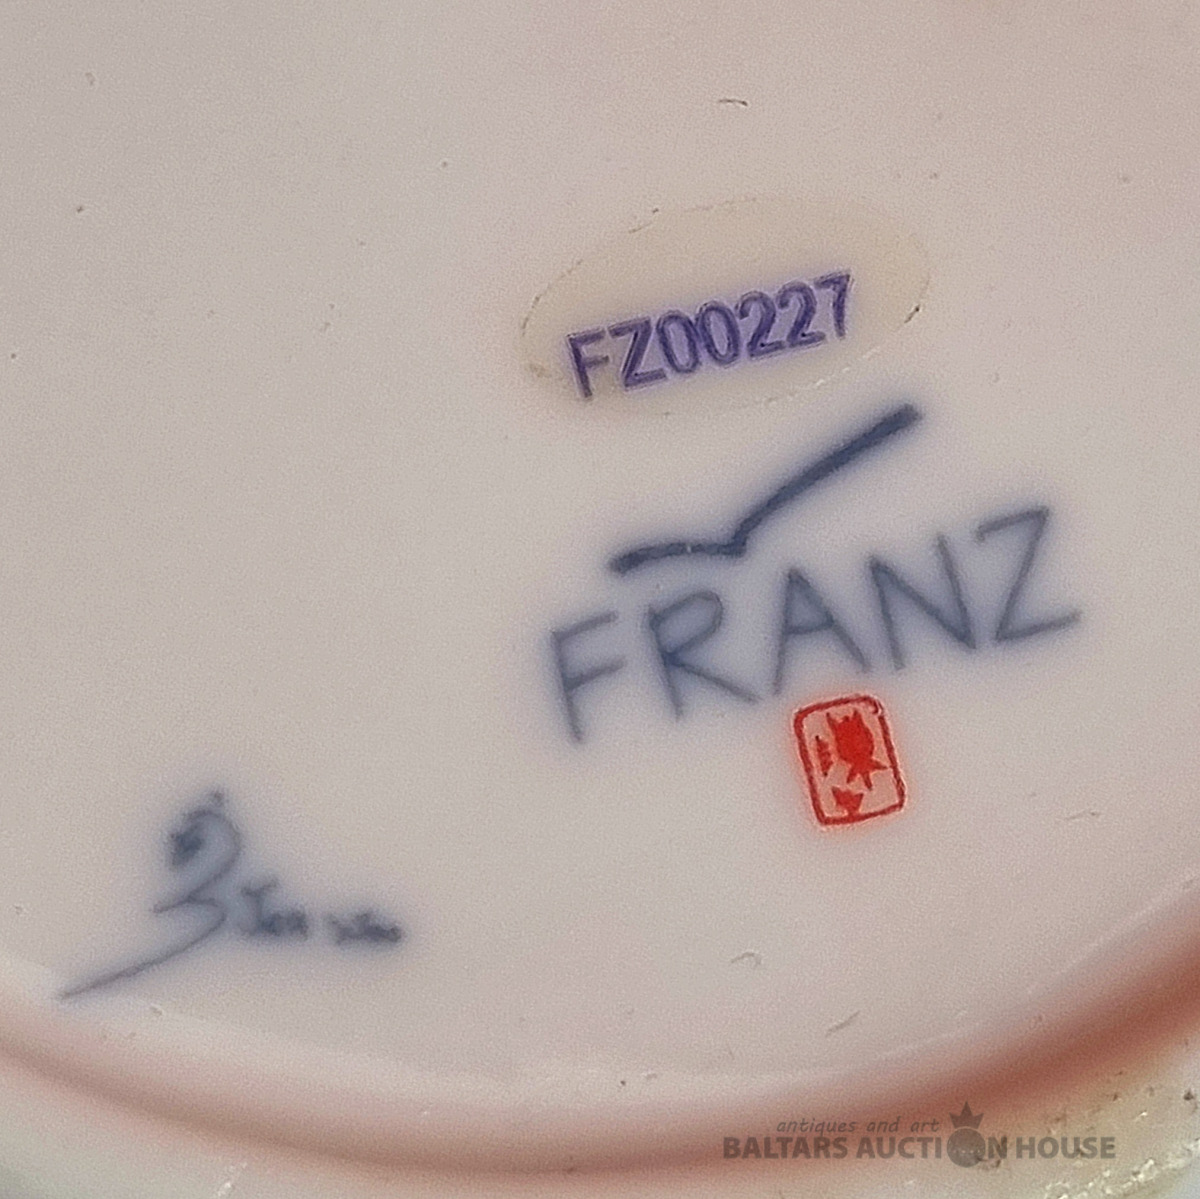 FZ00227
FRANZ
antiques and art
BALTARS AUCTION HOUSE